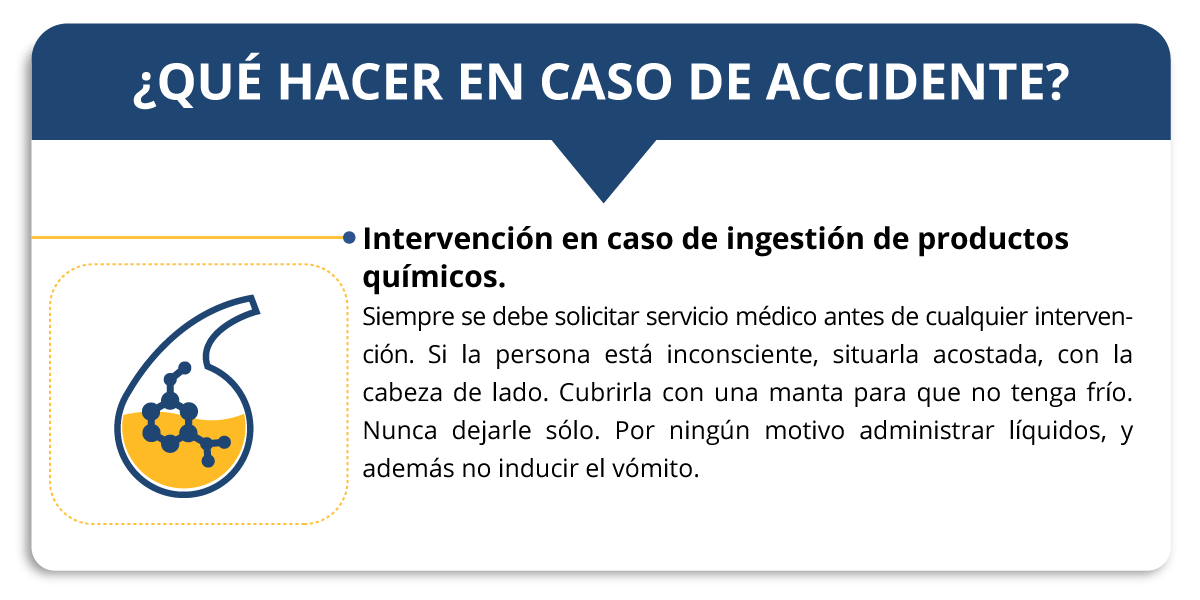 ¿QUÉ HACER EN CASO DE ACCIDENTE?
Intervención en caso de ingestión de productos
químicos.
Siempre se debe solicitar servicio médico antes de cualquier interven-
ción. Si la persona está inconsciente, situarla acostada, con la
cabeza de lado. Cubrirla con una manta para que no tenga frío.
Nunca dejarle sólo. Por ningún motivo administrar líquidos, y
además no inducir el vómito.